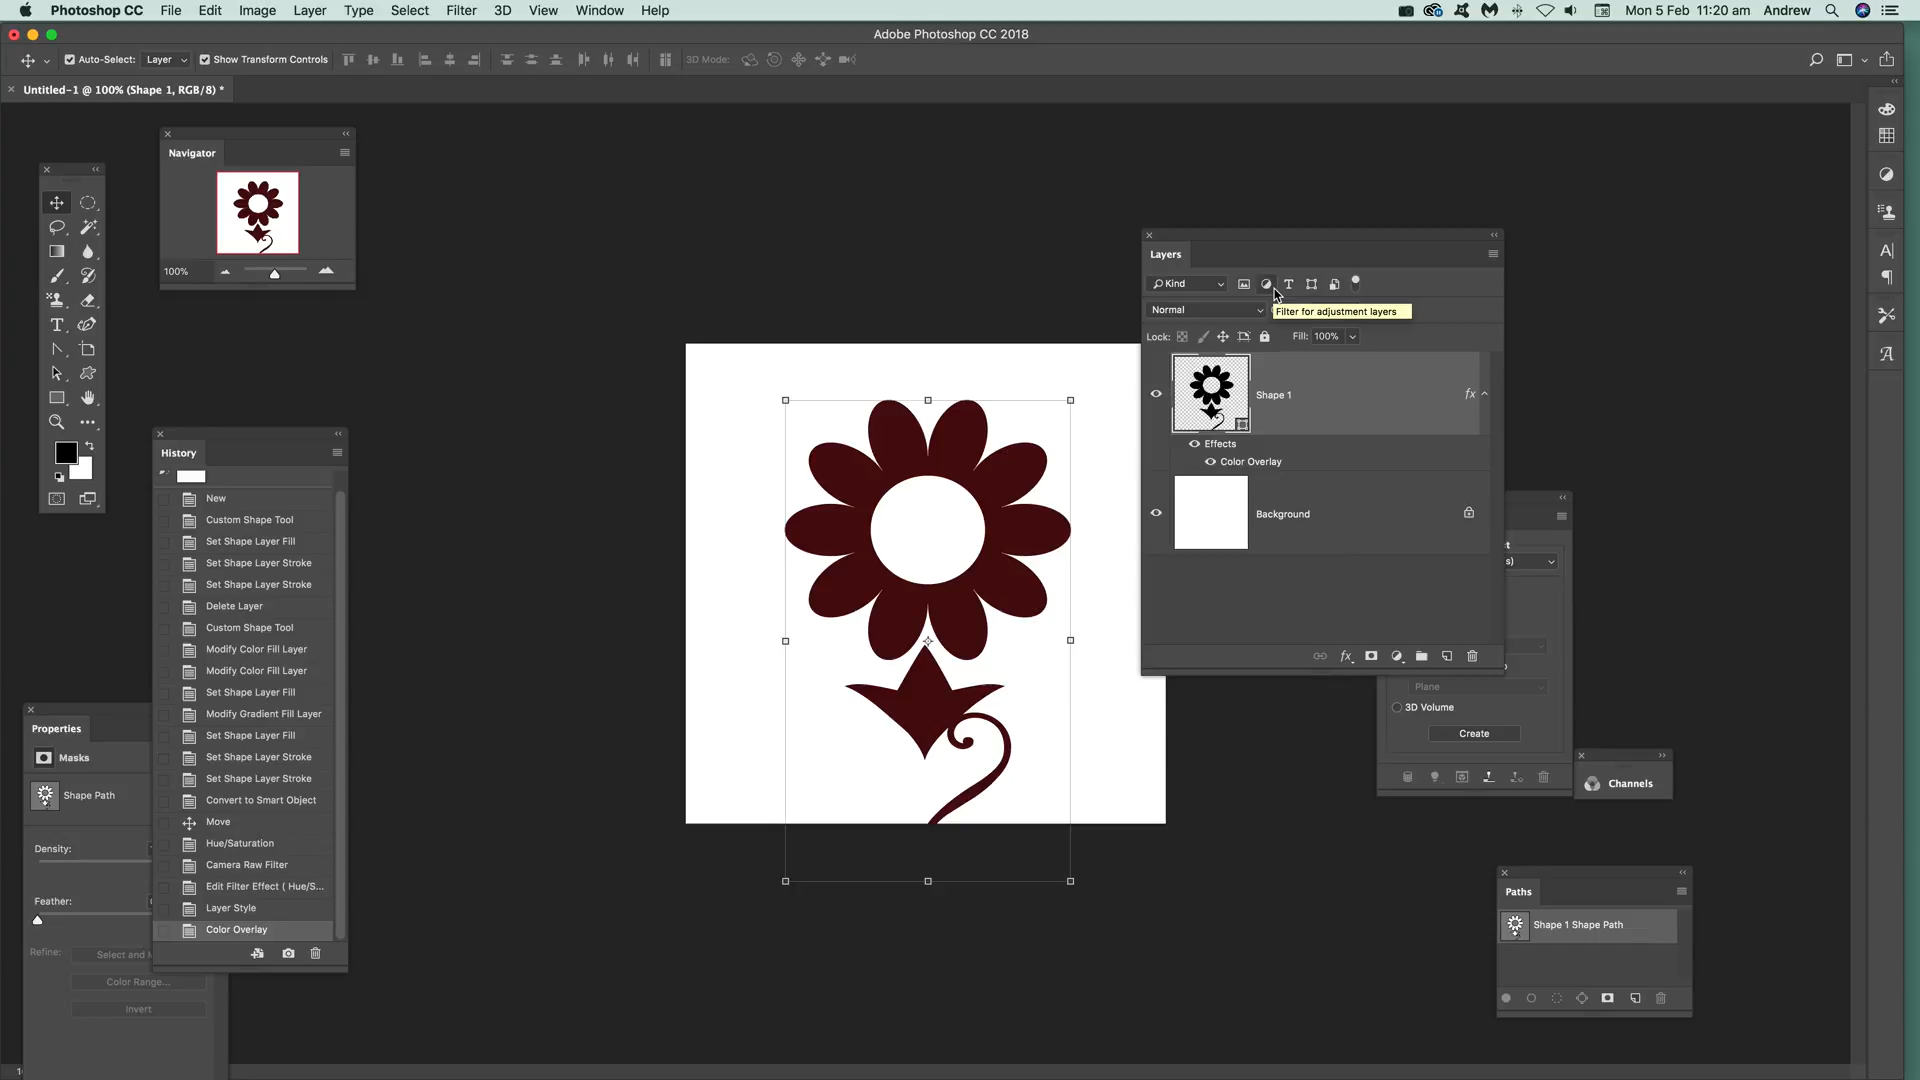 Photoshop CC File Edit Image Layer Type Select Filter 3D View Window Help Mon 5 Feb 11:20 am Andrew
Adobe Photoshop CC 2018
Auto-Select: Layer Show Transform Controls 3D Mode:
Untitled-1 @ 100% (Shape 1, RGB/8) *
Navigator
100%
History
New
Custom Shape Tool
Set Shape Layer Fill
Set Shape Layer Stroke
Set Shape Layer Stroke
Delete Layer
Custom Shape Tool
Modify Color Fill Layer
Modify Color Fill Layer
Set Shape Layer Fill
Modify Gradient Fill Layer
Set Shape Layer Fill
Set Shape Layer Stroke
Set Shape Layer Stroke
Convert to Smart Object
Move
Hue/Saturation
Camera Raw Filter
Edit Filter Effect ( Hue/S...
Layer Style
Color Overlay
Properties
Masks
Shape Path
Density:
Feather:
Refine: Select and M
Color Range...
Invert
Layers
Kind
Normal
Filter for adjustment layers
Lock: Fill: 100%
Shape 1 fx
Effects
Color Overlay
Background
fx
Plane
3D Volume
Create
Channels
Paths
Shape 1 Shape Path